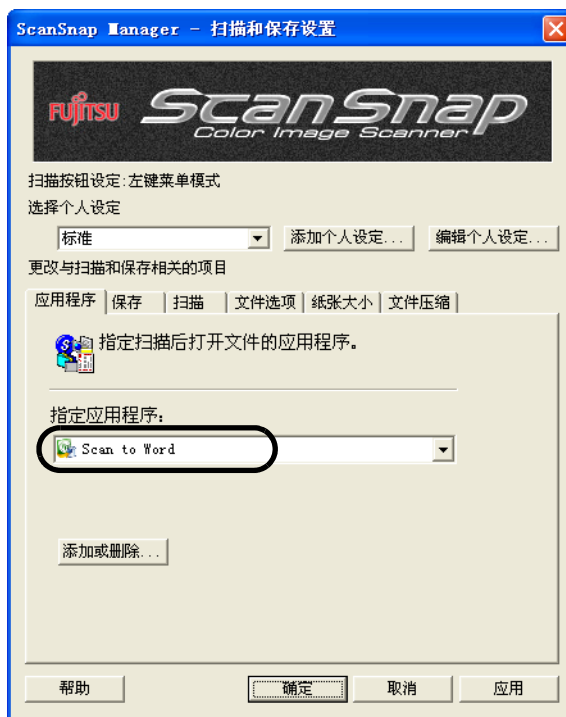 ScanSnap Manager - 扫描和保存设置
FUJITSU ScanSnap
Color Image Scanner
扫描按钮设定:左键菜单模式
选择个人设定
标准 添加个人设定... 编辑个人设定...
更改与扫描和保存相关的项目
应用程序 保存 扫描 文件选项 纸张大小 文件压缩
指定扫描后打开文件的应用程序。
指定应用程序:
Scan to Word
添加或删除...
帮助 确定 取消 应用